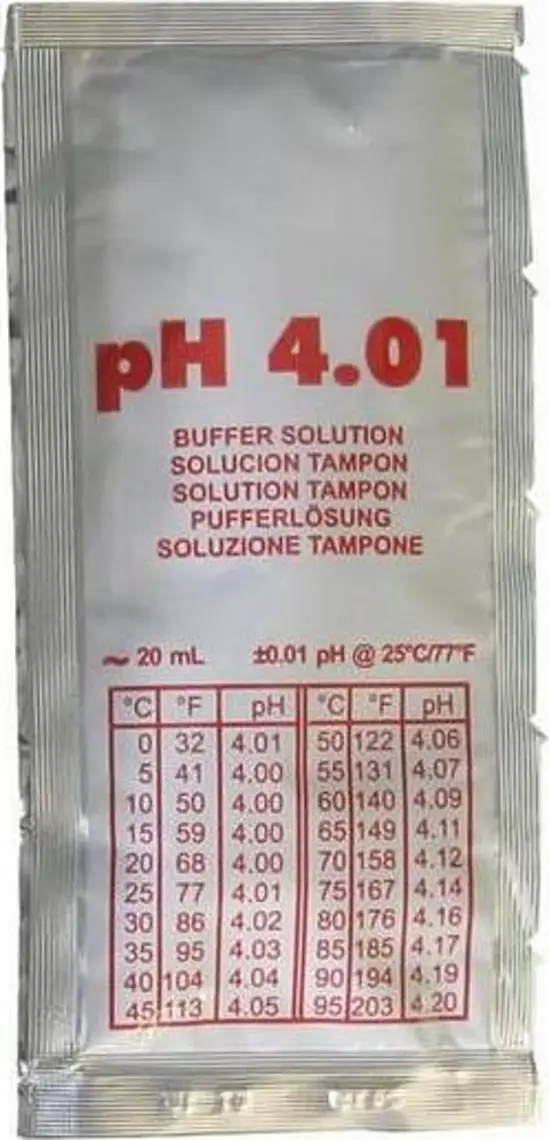 pH 4.01
BUFFER SOLUTION
SOLUCION TAMPON
SOLUTION TAMPON
PUFFERLÖSUNG
SOLUZIONE TAMPONE
~ 20 mL ±0.01 pH @ 25°C/77°F
°C °F pH °C °F pH
0 32 4.01 50 122 4.06
5 41 4.00 55 131 4.07
10 50 4.00 60 140 4.09
15 59 4.00 65 149 4.11
20 68 4.00 70 158 4.12
25 77 4.01 75 167 4.14
30 86 4.02 80 176 4.16
35 95 4.03 85 185 4.17
40 104 4.04 90 194 4.19
45 113 4.05 95 203 4.20